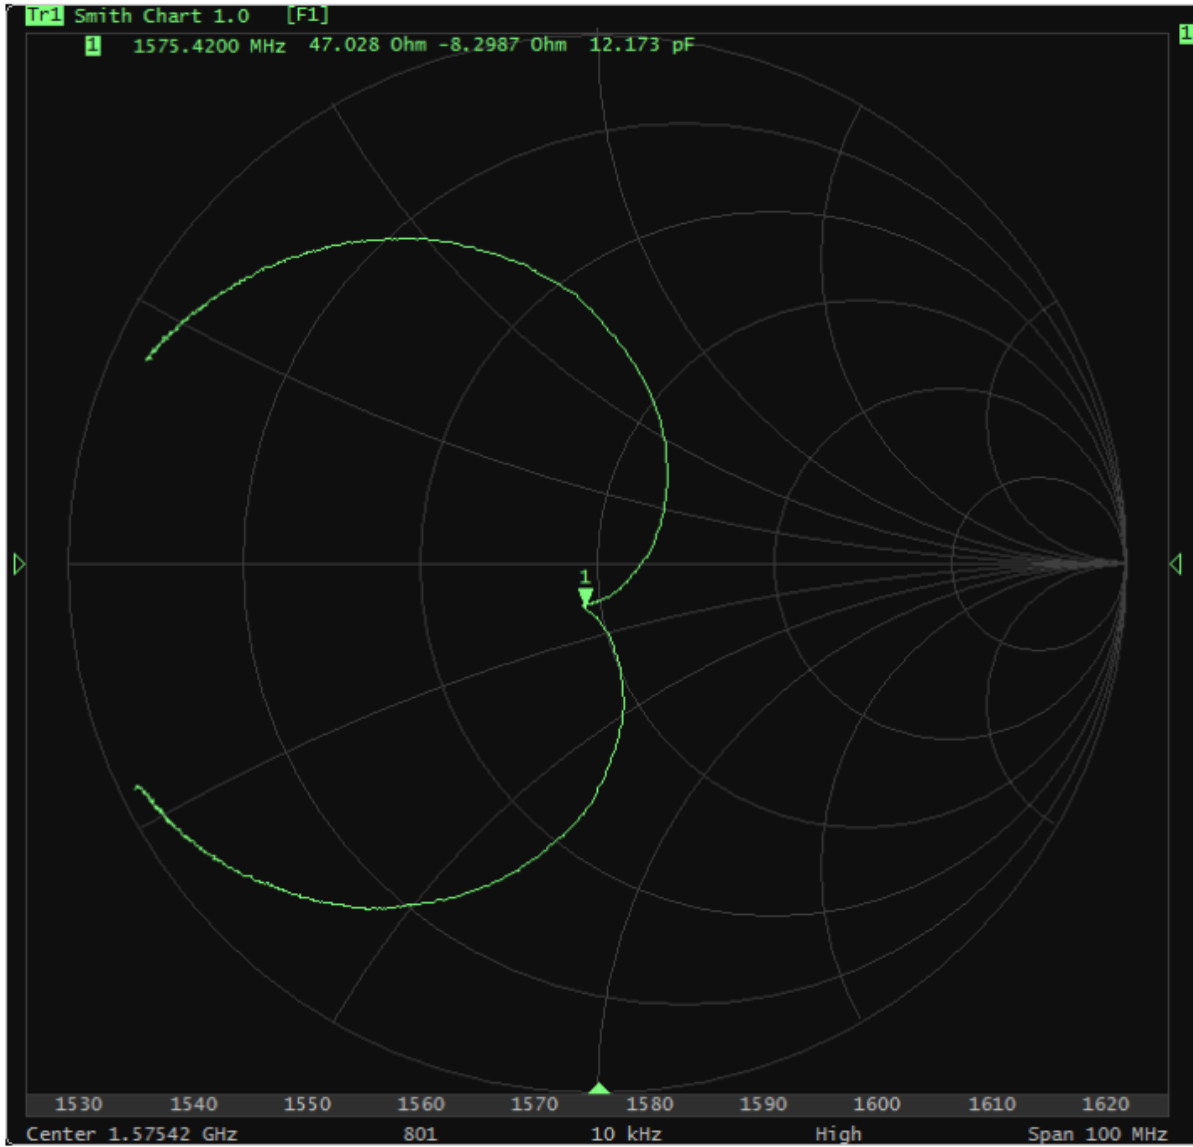 Tr1 Smith Chart 1.0 [F1]
1 1575.4200 MHz 47.028 Ohm -8.2987 Ohm 12.173 pF
1
1
1530 1540 1550 1560 1570 1580 1590 1600 1610 1620
Center 1.57542 GHz 801 10 kHz High Span 100 MHz